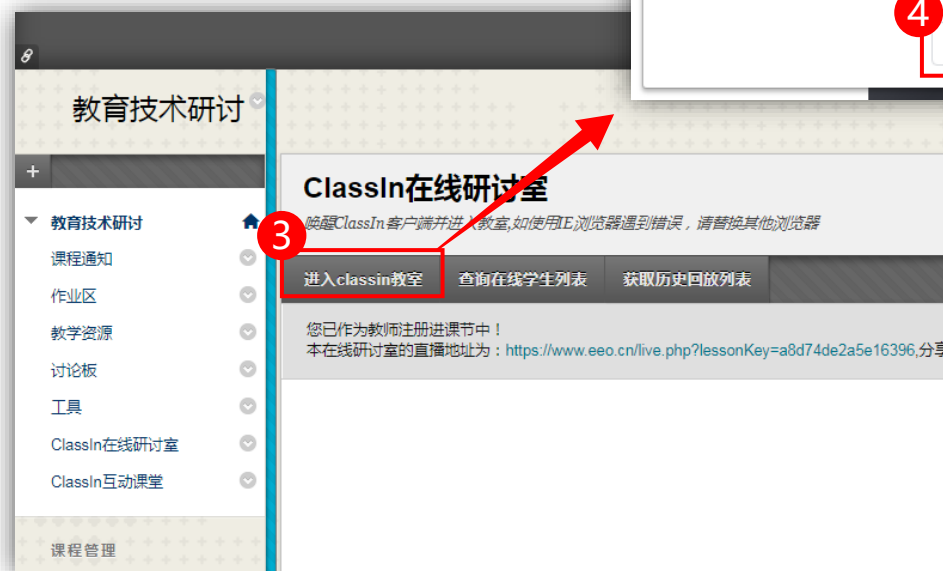 4
教育技术研讨
+
教育技术研讨
课程通知
作业区
教学资源
讨论板
工具
ClassIn在线研讨室
ClassIn互动课堂
课程管理
ClassIn在线研讨室
唤醒ClassIn客户端并进入教室,如使用IE浏览器遇到错误，请替换其他浏览器
3
进入classin教室 查询在线学生列表 获取历史回放列表
您已作为教师注册进课节中！
本在线研讨室的直播地址为：https://www.eeo.cn/live.php?lessonKey=a8d74de2a5e16396,分享